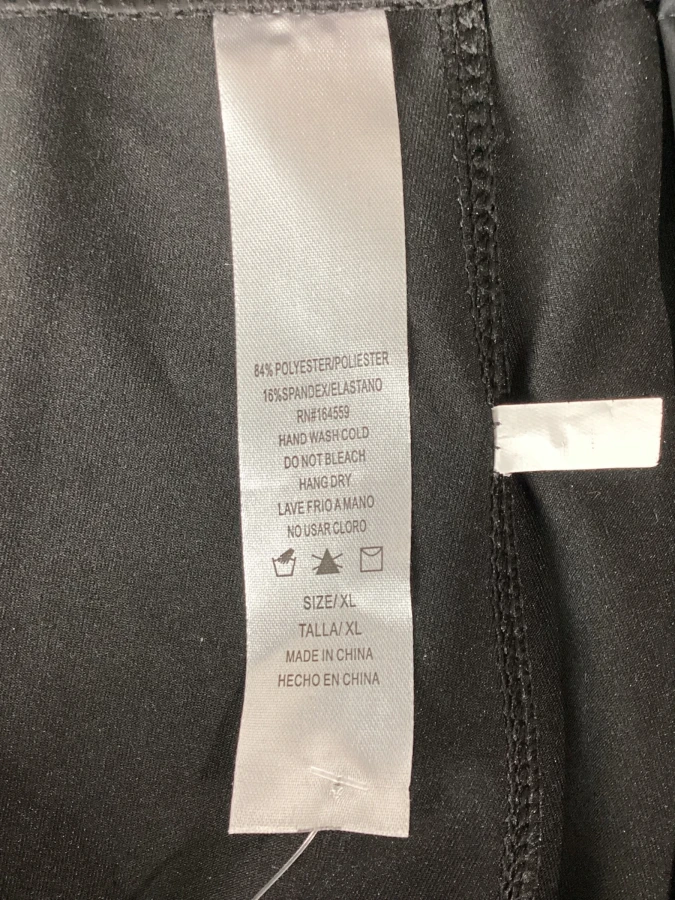 84% POLYESTER/POLIESTER
16%SPANDEX/ELASTANO
RN#164559
HAND WASH COLD
DO NOT BLEACH
HANG DRY
LAVE FRIO A MANO
NO USAR CLORO
SIZE/ XL
TALLA/ XL
MADE IN CHINA
HECHO EN CHINA